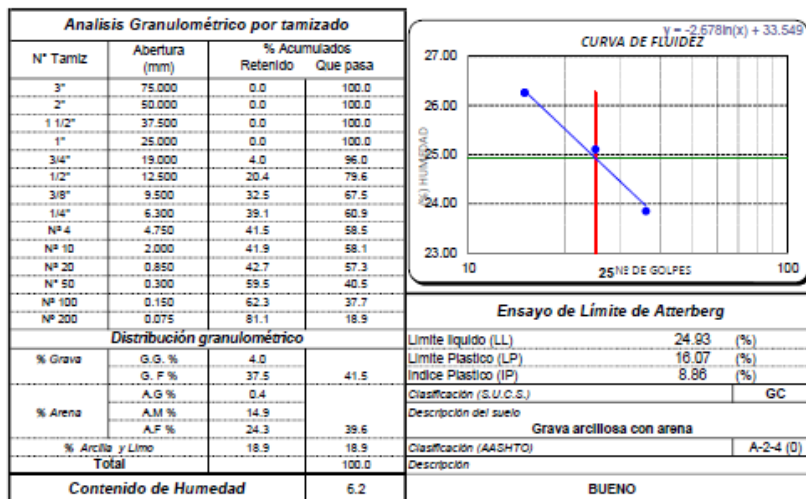 Analisis Granulométrico por tamizado
N° Tamiz Abertura (mm) % Acumulados
Retenido Que pasa
3" 75.000 0.0 100.0
2" 50.000 0.0 100.0
1 1/2" 37.500 0.0 100.0
1" 25.000 0.0 100.0
3/4" 19.000 4.0 96.0
1/2" 12.500 20.4 79.6
3/8" 9.500 32.5 67.5
1/4" 6.300 39.1 60.9
Nº 4 4.750 41.5 58.5
Nº 10 2.000 41.9 58.1
Nº 20 0.850 42.7 57.3
N° 50 0.300 59.5 40.5
Nº 100 0.150 62.3 37.7
Nº 200 0.075 81.1 18.9
Distribución granulométrico
% Grava G.G. % 4.0
G. F % 37.5 41.5
% Arena A.G % 0.4
A.M % 14.9
A.F % 24.3 39.6
% Arcilla y Limo 18.9 18.9
Total 100.0
Contenido de Humedad 6.2
y = -2.678ln(x) + 33.549
CURVA DE FLUIDEZ
27.00
26.00
25.00
24.00
23.00
(%) HUMEDAD
10 25 Nº DE GOLPES 100
Ensayo de Límite de Atterberg
Limite liquido (LL) 24.93 (%)
Limite Plastico (LP) 16.07 (%)
Indice Plastico (IP) 8.86 (%)
Clasificación (S.U.C.S.) GC
Descripción del suelo
Grava arcillosa con arena
Clasificación (AASHTO) A-2-4 (0)
Descripción
BUENO